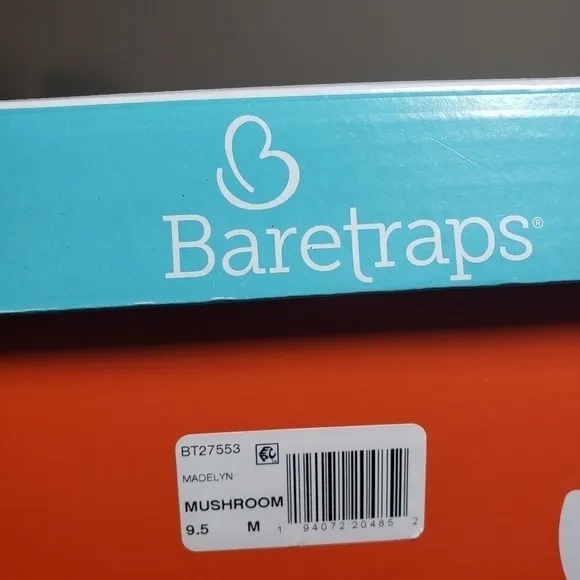 Baretraps®
BT27553
MADELYN
MUSHROOM
9.5 M
1 94072 20485 2